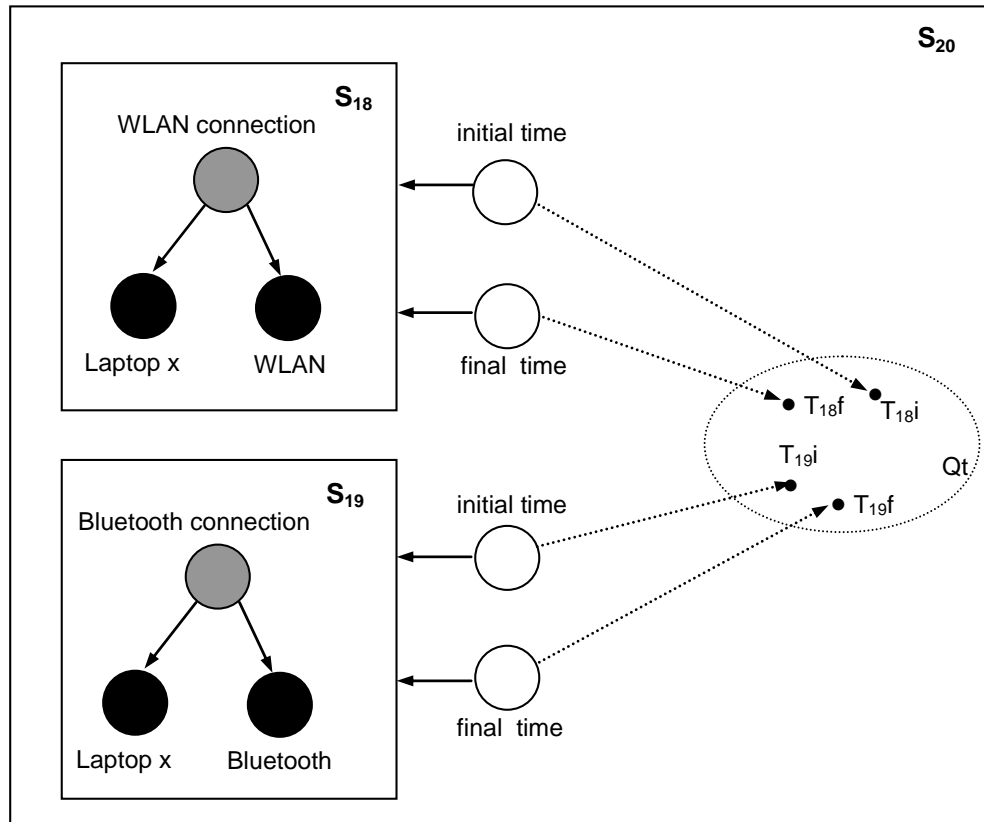 S₂₀
S₁₈
WLAN connection
Laptop x
WLAN
initial time
final time
T₁₈f
T₁₈i
T₁₉i
Qt
T₁₉f
S₁₉
Bluetooth connection
Laptop x
Bluetooth
initial time
final time